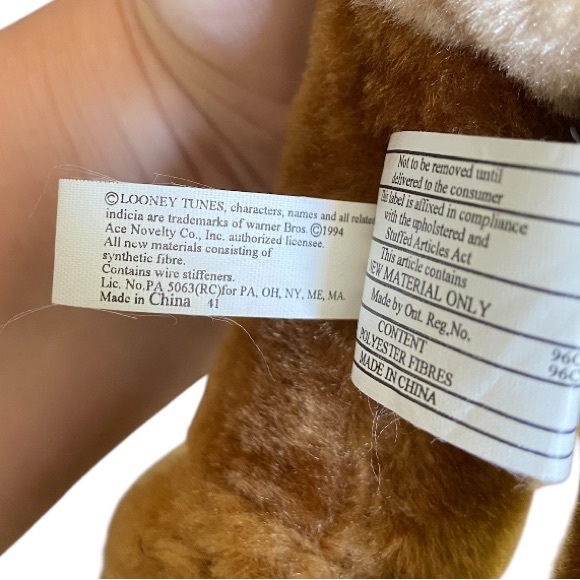 ©LOONEY TUNES, characters, names and all related
indicia are trademarks of warner Bros. ©1994
Ace Novelty Co., Inc. authorized licensee.
All new materials consisting of
synthetic fibre.
Contains wire stiffeners.
Lic. No.PA 5063(RC)for PA, OH, NY, ME, MA.
Made in China 41
Not to be removed until
delivered to the consumer
This label is affixed in compliance
with the upholstered and
Stuffed Articles Act
This article contains
NEW MATERIAL ONLY
Made by Ont. Reg,No.
96C
96C
CONTENT
POLYESTER FIBRES
MADE IN CHINA